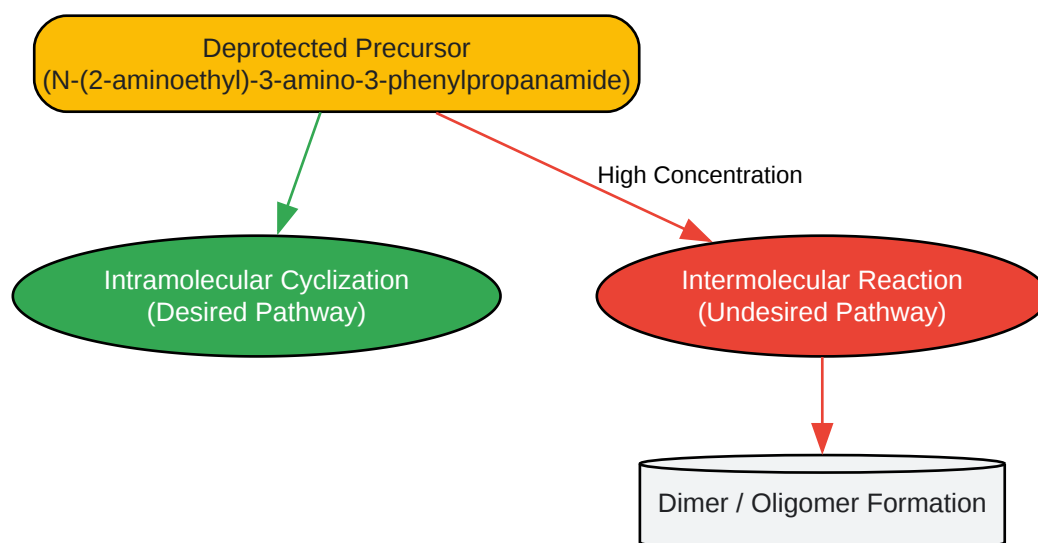 Deprotected Precursor
(N-(2-aminoethyl)-3-amino-3-phenylpropanamide)
High Concentration
Intramolecular Cyclization
(Desired Pathway)
Intermolecular Reaction
(Undesired Pathway)
Dimer / Oligomer Formation